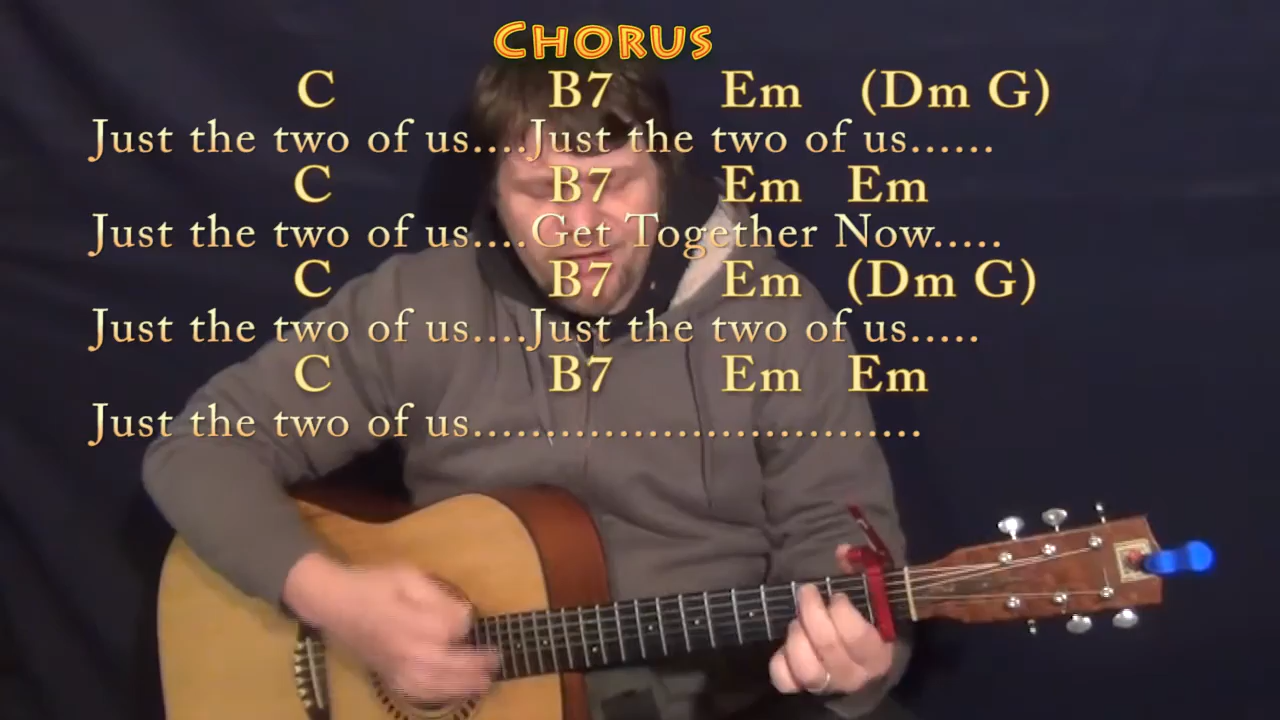 CHORUS
C B7 Em (Dm G)
Just the two of us....Just the two of us......
C B7 Em Em
Just the two of us....Get Together Now.....
C B7 Em (Dm G)
Just the two of us....Just the two of us.....
C B7 Em Em
Just the two of us...............................